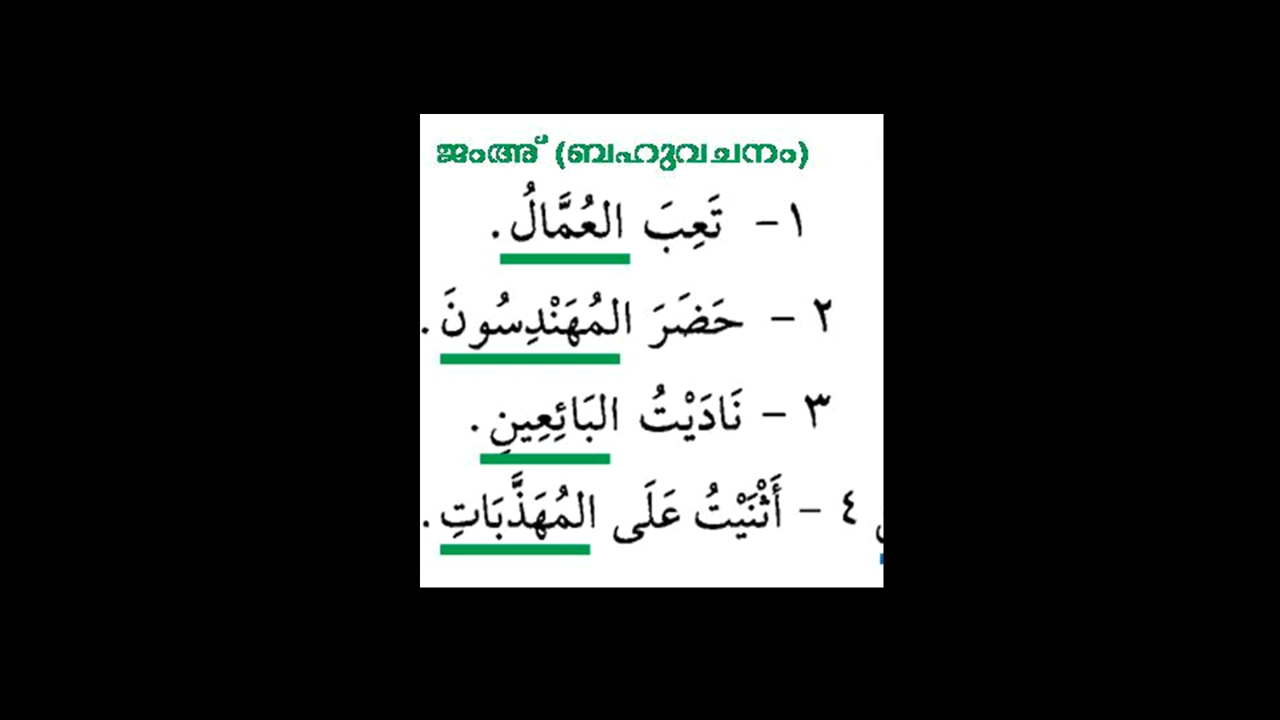 ജംഅ് (ബഹുവചനം)
١- تَعِبَ العُمَّالُ.
٢ - حَضَرَ المُهَنْدِسُونَ.
٣ - نَادَيْتُ البَائِعِينِ.
٤ - أَثْنَيْتُ عَلَى المُهَذَّبَاتِ.